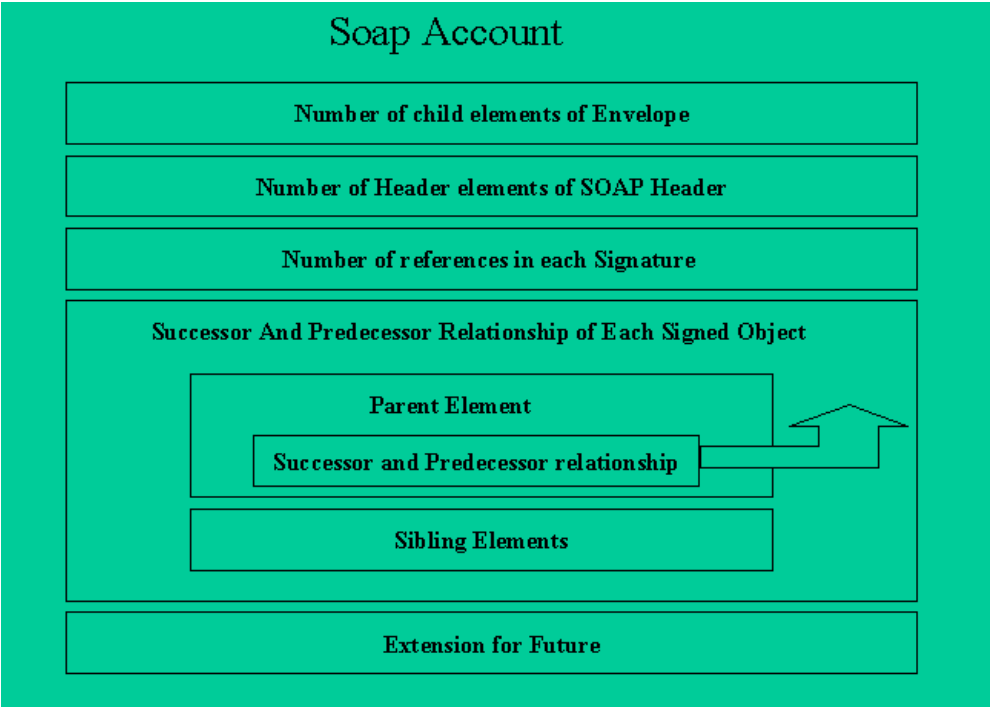 Soap Account
Number of child elements of Envelope
Number of Header elements of SOAP Header
Number of references in each Signature
Successor And Predecessor Relationship of Each Signed Object
Parent Element
Successor and Predecessor relationship
Sibling Elements
Extension for Future